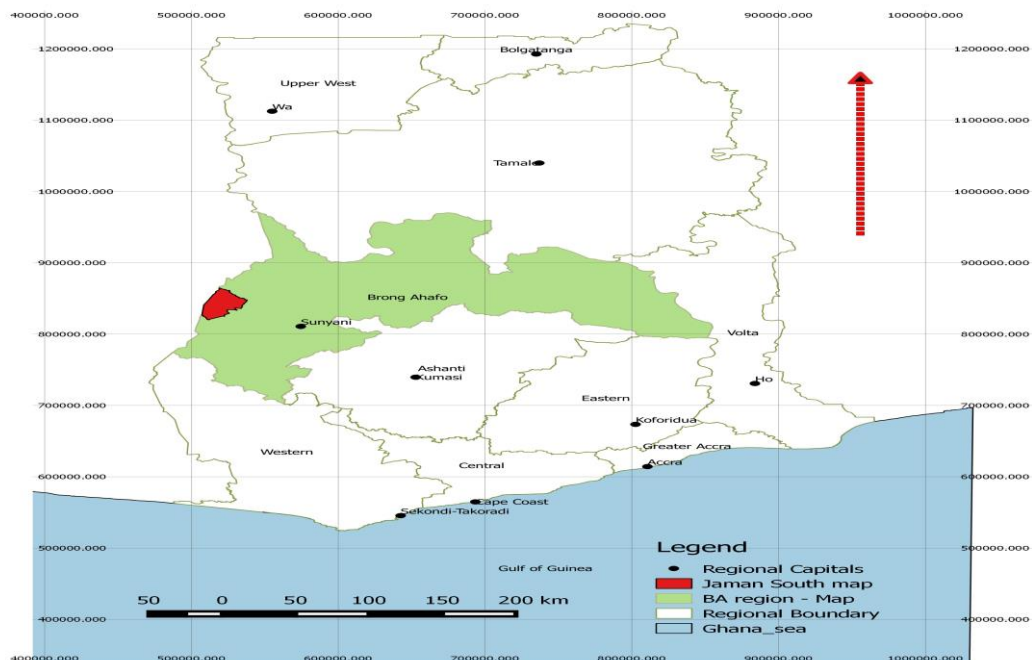 400000.000 500000.000 600000.000 700000.000 800000.000 900000.000 1000000.000
1200000.000 Bolgatanga 1200000.000
Upper West
Wa
1100000.000 1100000.000
Tamale
1000000.000 1000000.000
900000.000 900000.000
Brong Ahafo
Sunyani
800000.000 Volta 800000.000
Ashanti
Kumasi Ho
Eastern
700000.000 700000.000
Koforidua
Western Greater Accra
Central Accra
600000.000 600000.000
Cape Coast
Sekondi-Takoradi
500000.000 500000.000
Legend
Gulf of Guinea
Regional Capitals
Jaman South map
50 0 50 100 150 200 km
BA region - Map
Regional Boundary
400000.000 400000.000
Ghana_sea
400000.000 500000.000 600000.000 700000.000 800000.000 900000.000 1000000.000